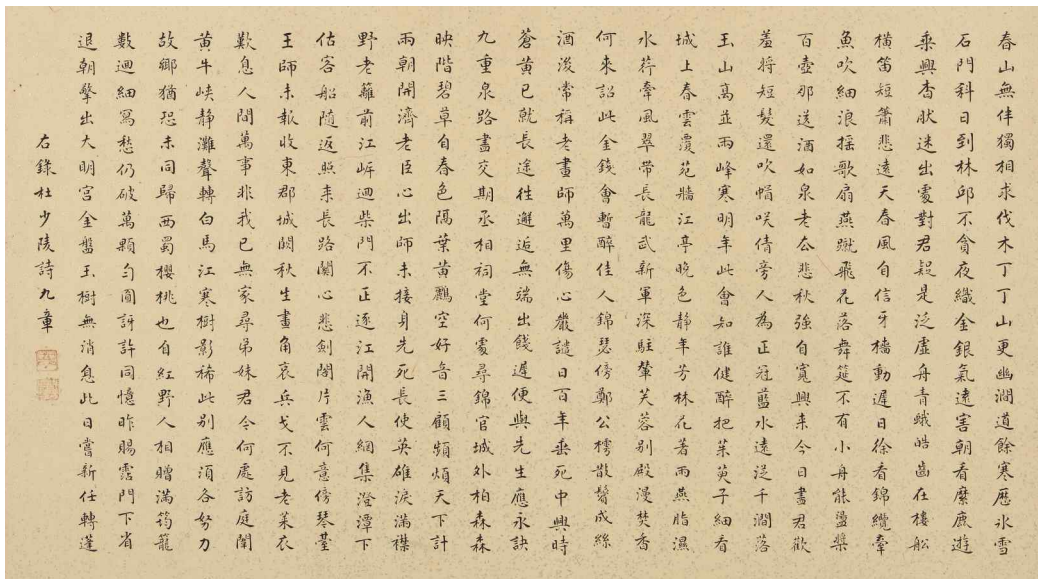 春山無伴獨相求伐木丁丁山更幽澗道餘寒歷氷雪
石門斜日到林邱不貪夜識金銀氣遠害朝看麋鹿遊
乘興杳肰迷出處對君疑是泛虛舟青蛾皓齒在樓船
橫笛短簫悲遠天春風自信牙檣動遲日徐看錦纜牽
魚吹細浪搖歌扇燕蹴飛花落舞筵不有小舟能盪槳
百壺那送酒如泉老去悲秋強自寬興來今日盡君歡
羞將短髮還吹帽笑倩旁人為正冠藍水遠從千澗落
玉山高並兩峰寒明年此會知誰健醉把茱萸子細看
城上春雲覆苑牆江亭晚色靜年芳林花著雨燕脂濕
水荇牽風翠帶長龍武新軍深駐輦芙蓉別殿漫焚香
何來詔此金錢會暫醉佳人錦瑟傍鄭公樗散鬢成絲
酒後常稱老畫師萬里傷心嚴譴日百年垂死中興時
蒼黃已就長途往邂逅無端出餞遲便與先生應永訣
九重泉路盡交期丞相祠堂何處尋錦官城外柏森森
映階碧草自春色隔葉黃鸝空好音三顧頻煩天下計
兩朝開濟老臣心出師未接身先死長使英雄淚滿襟
野老籬前江岸迴柴門不正逐江開漁人網集澄潭下
估客船隨返照来長路關心悲劍閣片雲何意傍琴臺
王師未報收東郡城闕秋生畫角哀兵戈不見老萊衣
歎息人間萬事非我已無家尋弟妹君今何處訪庭闈
黃牛峽靜灘聲轉白馬江寒樹影稀此別應須各努力
故鄉猶恐未同歸西蜀櫻桃也自紅野人相贈滿筠籠
數迴細寫愁仍破萬顆勻圓訝許同憶昨賜霑門下省
退朝擎出大明宮金盤玉樹無消息此日嘗新任轉蓬
右錄杜少陵詩九章